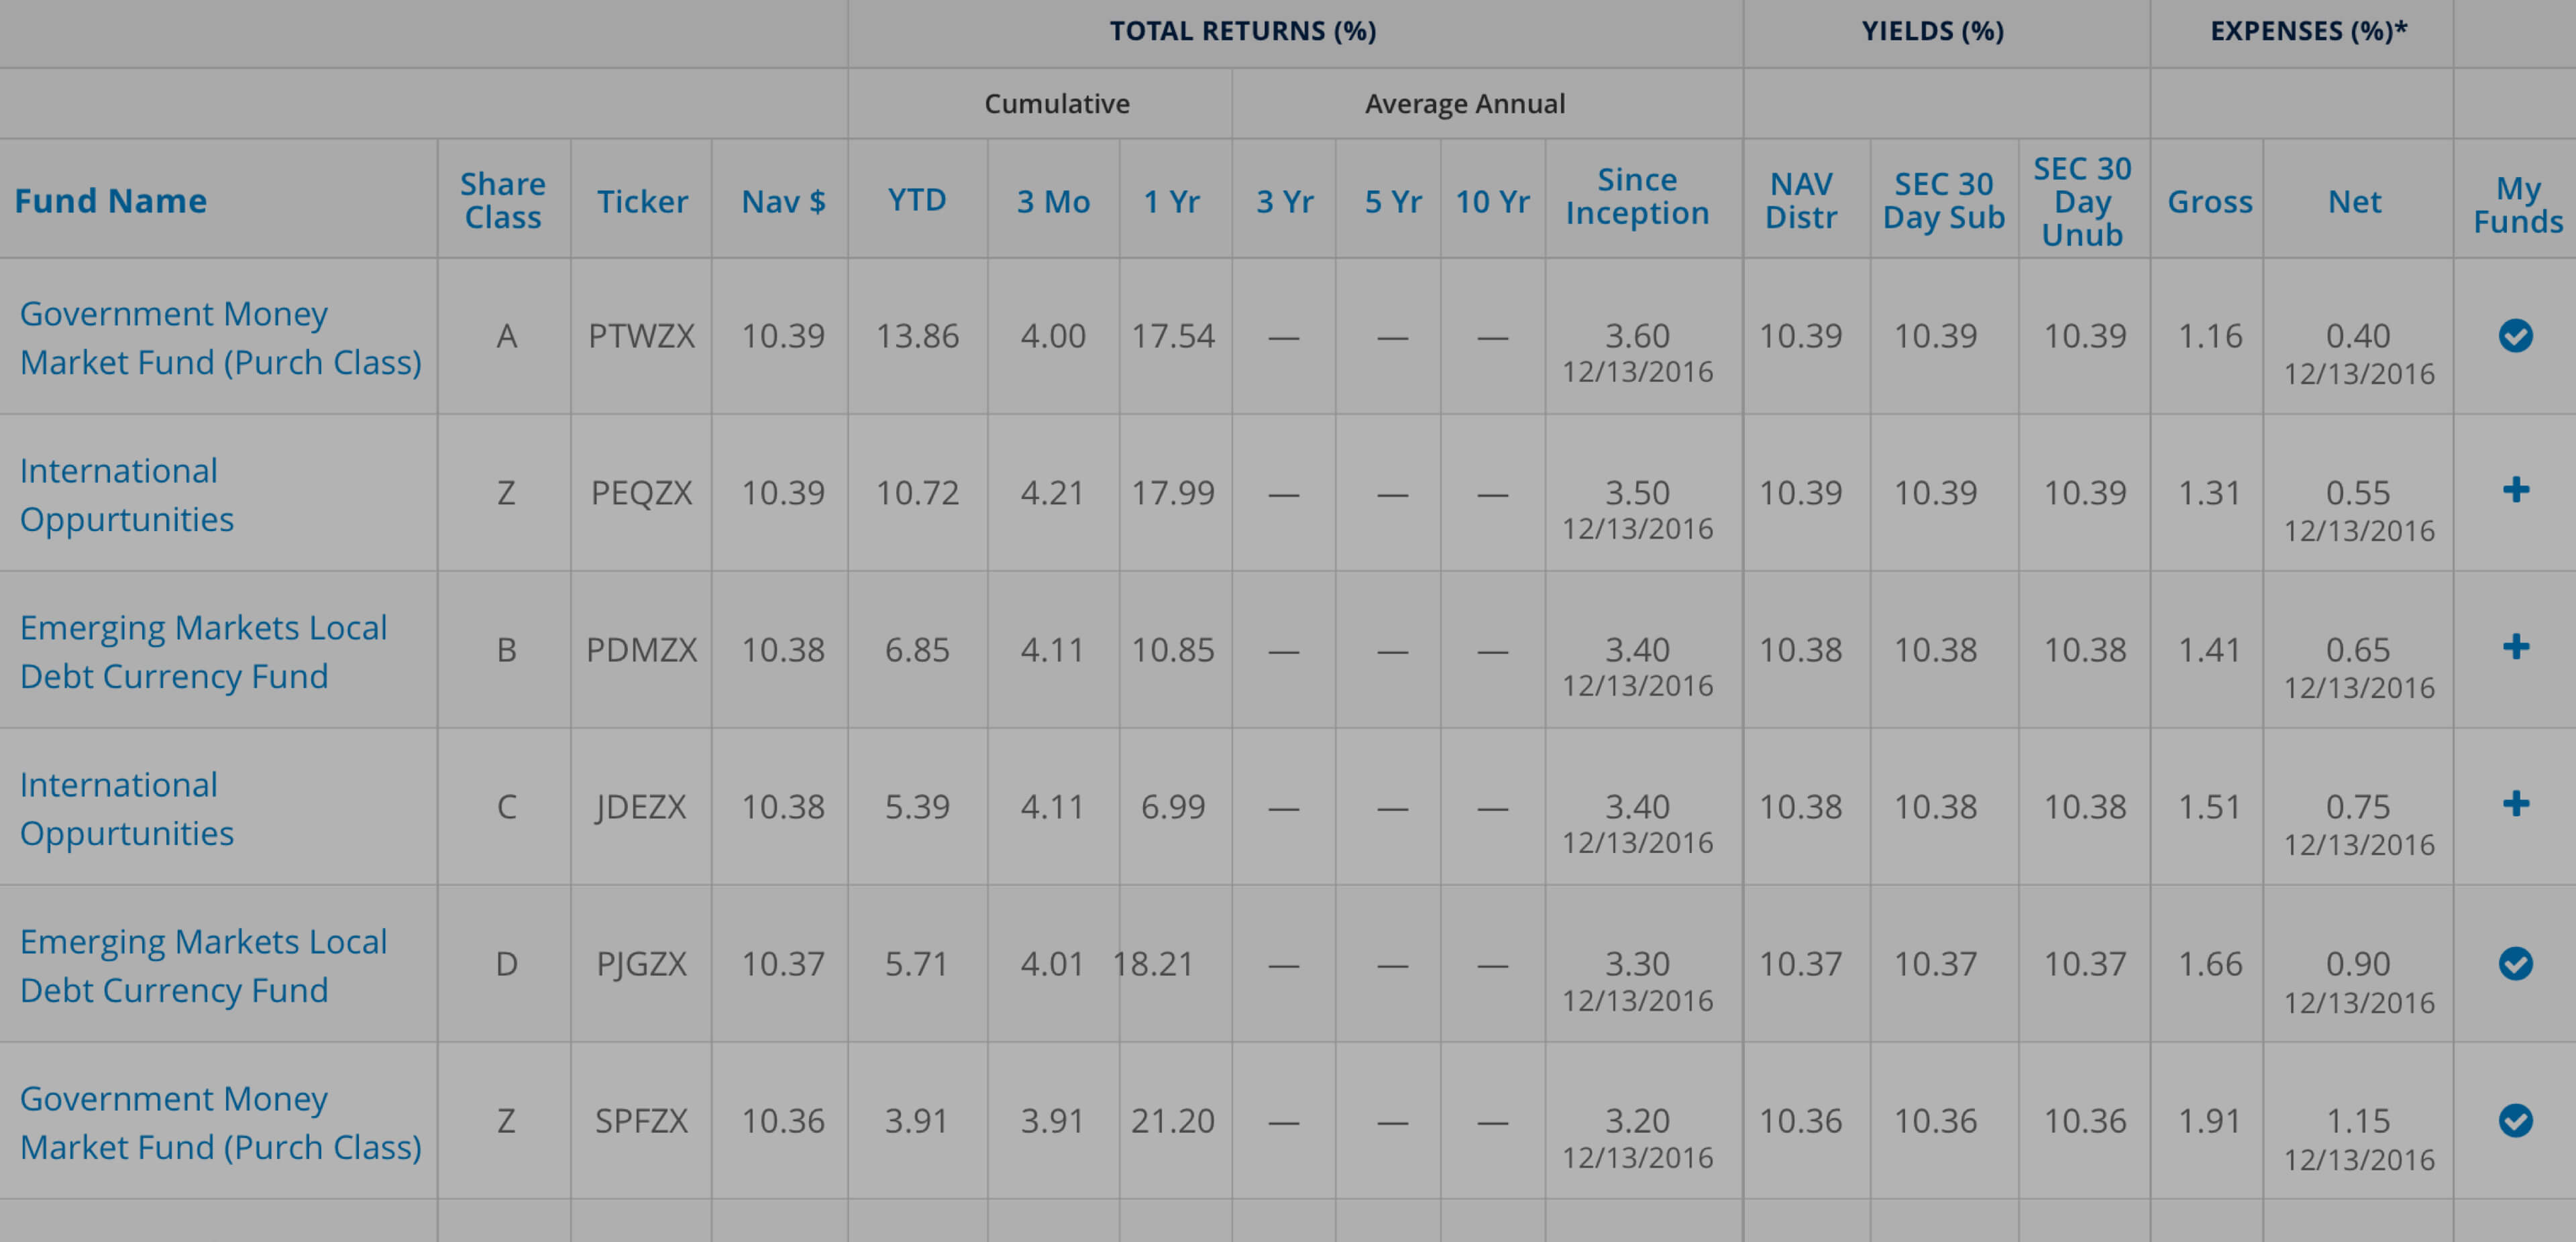 TOTAL RETURNS (%) YIELDS (%) EXPENSES (%)*
Cumulative Average Annual
Fund Name Share Class Ticker Nav $ YTD 3 Mo 1 Yr 3 Yr 5 Yr 10 Yr Since Inception NAV Distr SEC 30 Day Sub SEC 30 Day Unub Gross Net My Funds
Government Money
Market Fund (Purch Class) A PTWZX 10.39 13.86 4.00 17.54 — — — 3.60 10.39 10.39 10.39 1.16 0.40
12/13/2016 12/13/2016
International
Oppurtunities Z PEQZX 10.39 10.72 4.21 17.99 — — — 3.50 10.39 10.39 10.39 1.31 0.55
12/13/2016 12/13/2016
Emerging Markets Local
Debt Currency Fund B PDMZX 10.38 6.85 4.11 10.85 — — — 3.40 10.38 10.38 10.38 1.41 0.65
12/13/2016 12/13/2016
International
Oppurtunities C JDEZX 10.38 5.39 4.11 6.99 — — — 3.40 10.38 10.38 10.38 1.51 0.75
12/13/2016 12/13/2016
Emerging Markets Local
Debt Currency Fund D PJGZX 10.37 5.71 4.01 18.21 — — — 3.30 10.37 10.37 10.37 1.66 0.90
12/13/2016 12/13/2016
Government Money
Market Fund (Purch Class) Z SPFZX 10.36 3.91 3.91 21.20 — — — 3.20 10.36 10.36 10.36 1.91 1.15
12/13/2016 12/13/2016